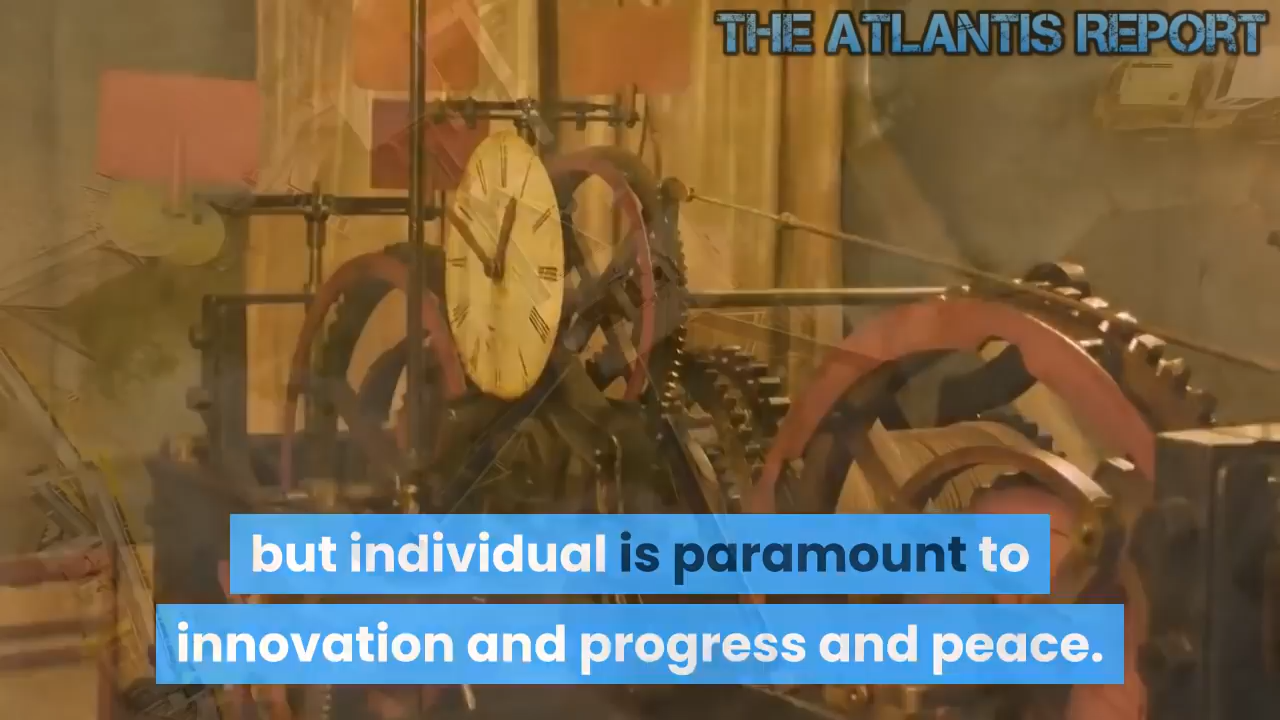 THE ATLANTIS REPORT
but individual is paramount to
innovation and progress and peace.